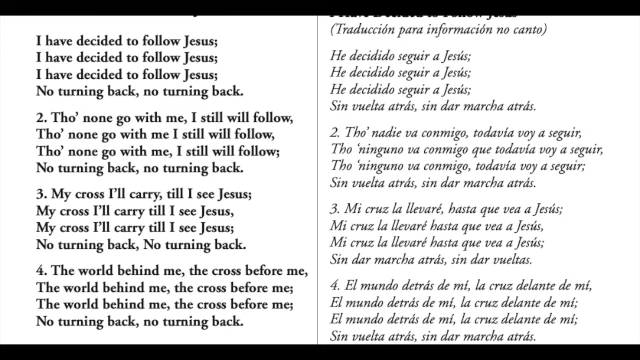 I have decided to follow Jesus;
I have decided to follow Jesus;
I have decided to follow Jesus;
No turning back, no turning back.
2. Tho' none go with me, I still will follow,
Tho' none go with me I still will follow,
Tho' none go with me, I still will follow;
No turning back, no turning back.
3. My cross I'll carry, till I see Jesus;
My cross I'll carry till I see Jesus,
My cross I'll carry till I see Jesus;
No turning back, No turning back.
4. The world behind me, the cross before me,
The world behind me, the cross before me;
The world behind me, the cross before me;
No turning back, no turning back.
I Have Decided to Follow Jesus
(Traducción para información no canto)
He decidido seguir a Jesús;
He decidido seguir a Jesús;
He decidido seguir a Jesús;
Sin vuelta atrás, sin dar marcha atrás.
2. Tho' nadie va conmigo, todavía voy a seguir,
Tho 'ninguno va conmigo que todavía voy a seguir,
Tho 'ninguno va conmigo, todavía voy a seguir;
Sin vuelta atrás, sin dar marcha atrás.
3. Mi cruz la llevaré, hasta que vea a Jesús;
Mi cruz la llevaré hasta que vea a Jesús,
Mi cruz la llevaré hasta que vea a Jesús;
Sin dar marcha atrás, sin dar vueltas.
4. El mundo detrás de mí, la cruz delante de mí,
El mundo detrás de mí, la cruz delante de mí;
El mundo detrás de mí, la cruz delante de mí;
Sin vuelta atrás, sin dar marcha atrás.